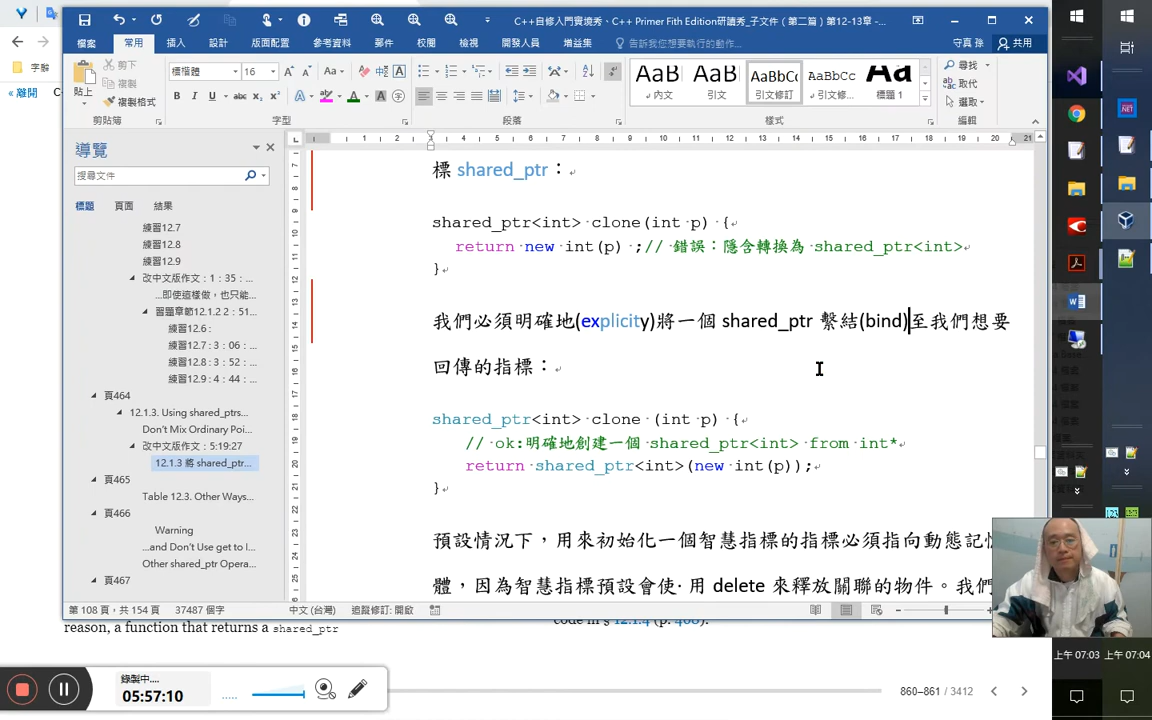 C++自修入門實境秀、C++ Primer Fifth Edition研讀秀_子文件（第二篇）12-13章 - ...
檔案 常用 插入 設計 版面配置 參考資料 郵件 校閱 檢視 開發人員 增益集 告訴我您想要執行的動作... 守真 孫 共用
字齡
« 離開
貼上 剪下
複製
複製格式
標楷體 16
AaB AaB AaBbCc AaBbCc AaB
內文 引文 引文修訂 引文修... 標題 1
尋找
取代
選取
剪貼簿 字型 段落 樣式 編輯
導覽
搜尋文件
標題 頁面 結果
練習12.7
練習12.8
練習12.9
改中文版作文：1：35：...
...即使這樣做，也只能...
習題章節12.1.2 2：51...
練習12.6 :
練習12.7：3：06：...
練習12.8：3：52：...
練習12.9：4：44：...
頁464
12.1.3. Using shared_ptrs...
Don't Mix Ordinary Poi...
改中文版作文：5:19:27
12.1.3 將 shared_ptr...
頁465
Table 12.3. Other Ways...
頁466
Warning
...and Don't Use get to I...
Other shared_ptr Opera...
頁467
標 shared_ptr：
shared_ptr<int> clone(int p) {
return new int(p) ;// 錯誤：隱含轉換為 shared_ptr<int>
}
我們必須明確地(explicity)將一個 shared_ptr 繫結(bind)至我們想要
回傳的指標：
shared_ptr<int> clone (int p) {
// ok:明確地創建一個 shared_ptr<int> from int*
return shared_ptr<int>(new int(p));
}
預設情況下，用來初始化一個智慧指標的指標必須指向動態記憶
體，因為智慧指標預設會使用 delete 來釋放關聯的物件。我們
第 108 頁，共 154 頁 37487 個字 中文 (台灣) 追蹤修訂: 開啟
reason, a function that returns a shared_ptr
code in § 12.1.4 (p. 468).
錄製中....
05:57:10
860–861 / 3412
上午 07:03 上午 07:04